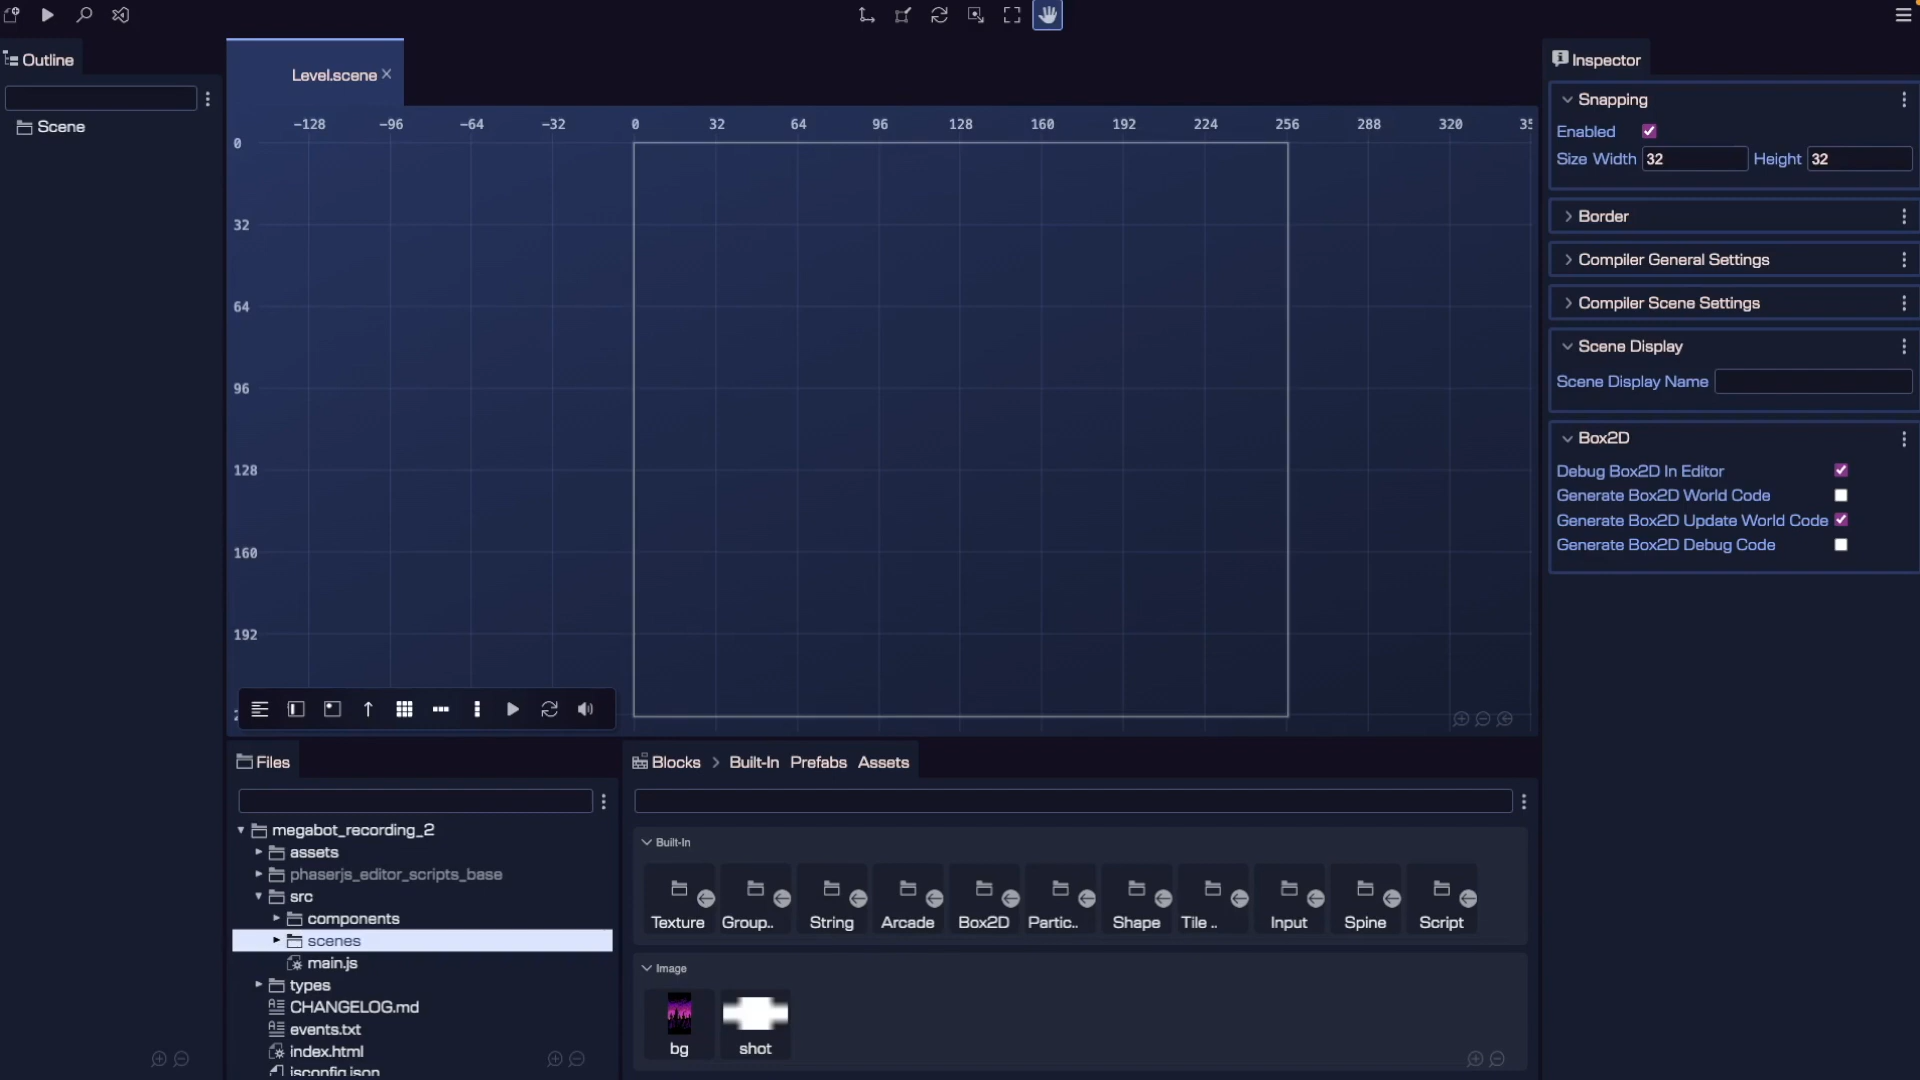 Outline
Scene
Level.scene
-128 -96 -64 -32 0 32 64 96 128 160 192 224 256 288 320 35
0
32
64
96
128
160
192
Inspector
Snapping
Enabled
Size Width 32 Height 32
Border
Compiler General Settings
Compiler Scene Settings
Scene Display
Scene Display Name
Box2D
Debug Box2D In Editor
Generate Box2D World Code
Generate Box2D Update World Code
Generate Box2D Debug Code
Files
megabot_recording_2
assets
phaserjs_editor_scripts_base
src
components
scenes
main.js
types
CHANGELOG.md
events.txt
index.html
jsconfig.json
Blocks > Built-In Prefabs Assets
Built-In
Texture Group.. String Arcade Box2D Partic.. Shape Tile .. Input Spine Script
Image
bg shot